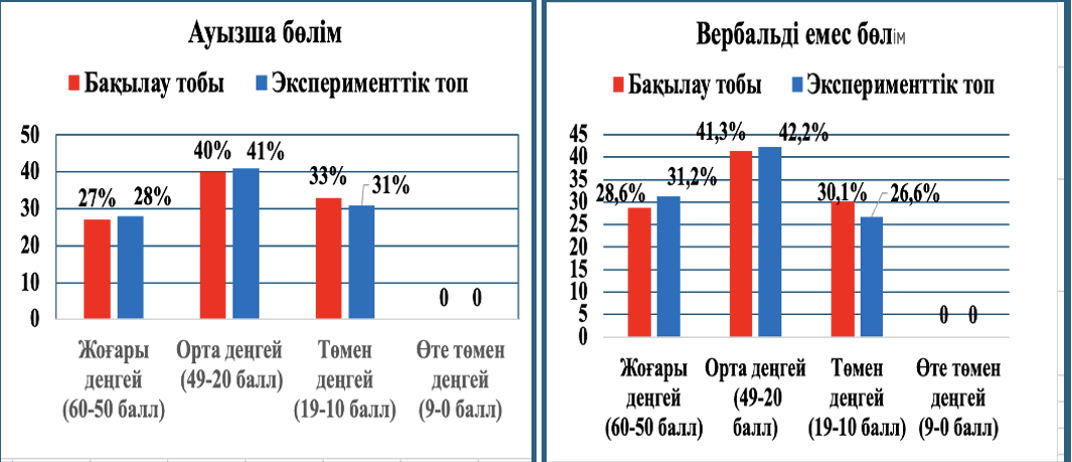 Ауызша бөлім
Бақылау тобы Эксперименттік топ
50
40
30
20
10
0
27% 28%
40% 41%
33% 31%
0 0
Жоғары
деңгей
(60-50 балл)
Орта деңгей
(49-20 балл)
Төмен
деңгей
(19-10 балл)
Өте төмен
деңгей
(9-0 балл)
Вербальді емес бөлім
Бақылау тобы Эксперименттік топ
45
40
35
30
25
20
15
10
5
0
28,6% 31,2%
41,3% 42,2%
30,1% 26,6%
0 0
Жоғары
деңгей
(60-50 балл)
Орта деңгей
(49-20
балл)
Төмен
деңгей
(19-10 балл)
Өте төмен
деңгей
(9-0 балл)